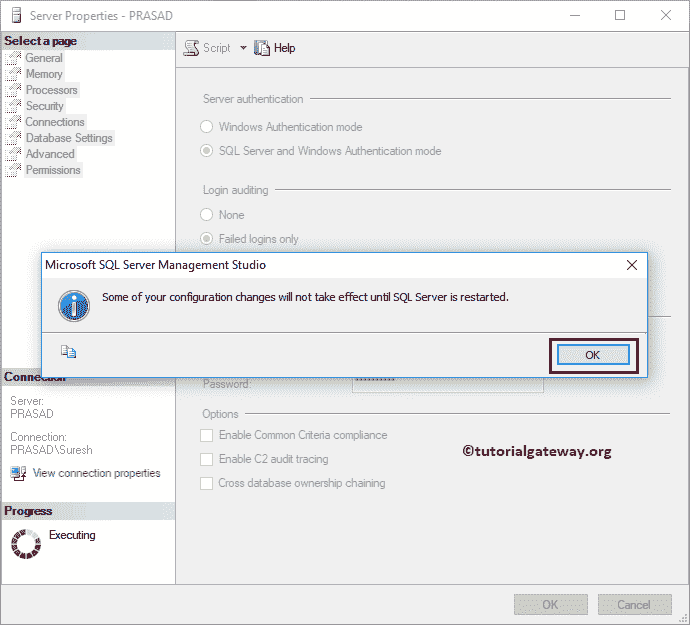 Server Properties - PRASAD
Select a page
General
Memory
Processors
Security
Connections
Database Settings
Advanced
Permissions
Script
Help
Server authentication
Windows Authentication mode
SQL Server and Windows Authentication mode
Login auditing
None
Failed logins only
Microsoft SQL Server Management Studio
Some of your configuration changes will not take effect until SQL Server is restarted.
OK
Connection
Server:
PRASAD
Connection:
PRASAD\Suresh
View connection properties
Progress
Executing
Password:
Options
Enable Common Criteria compliance
Enable C2 audit tracing
Cross database ownership chaining
©tutorialgateway.org
OK
Cancel